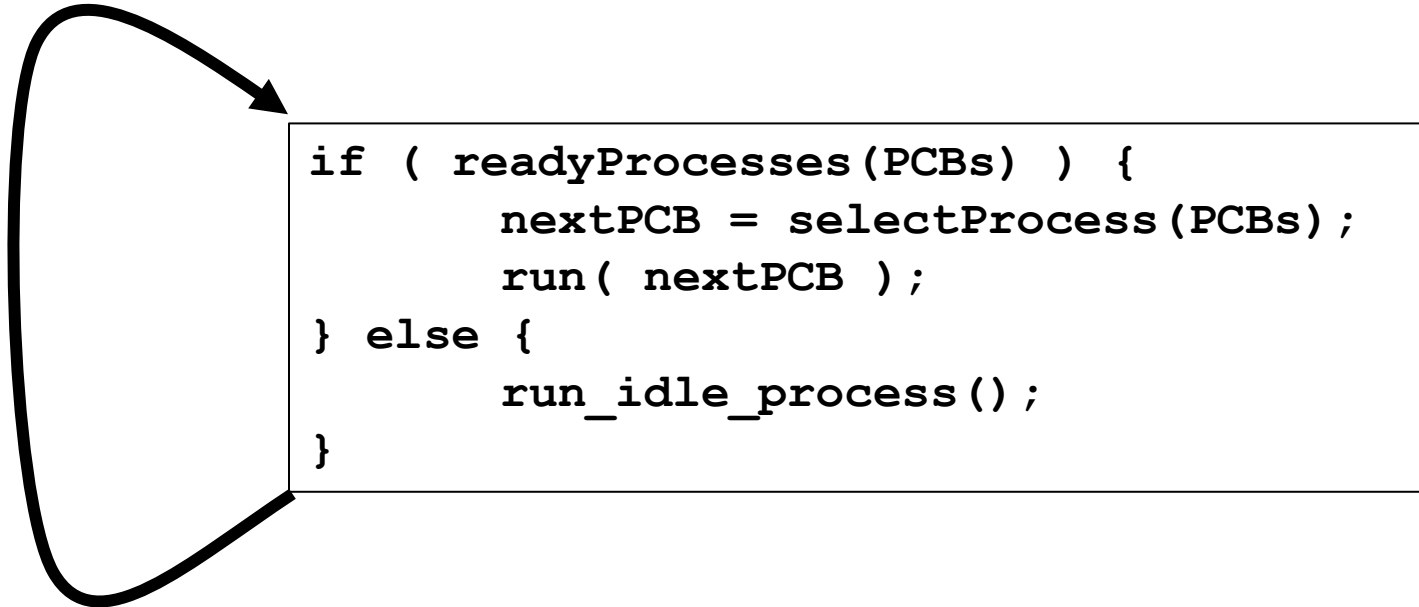 if ( readyProcesses(PCBs) ) {
nextPCB = selectProcess(PCBs);
run( nextPCB );
} else {
run_idle_process();
}